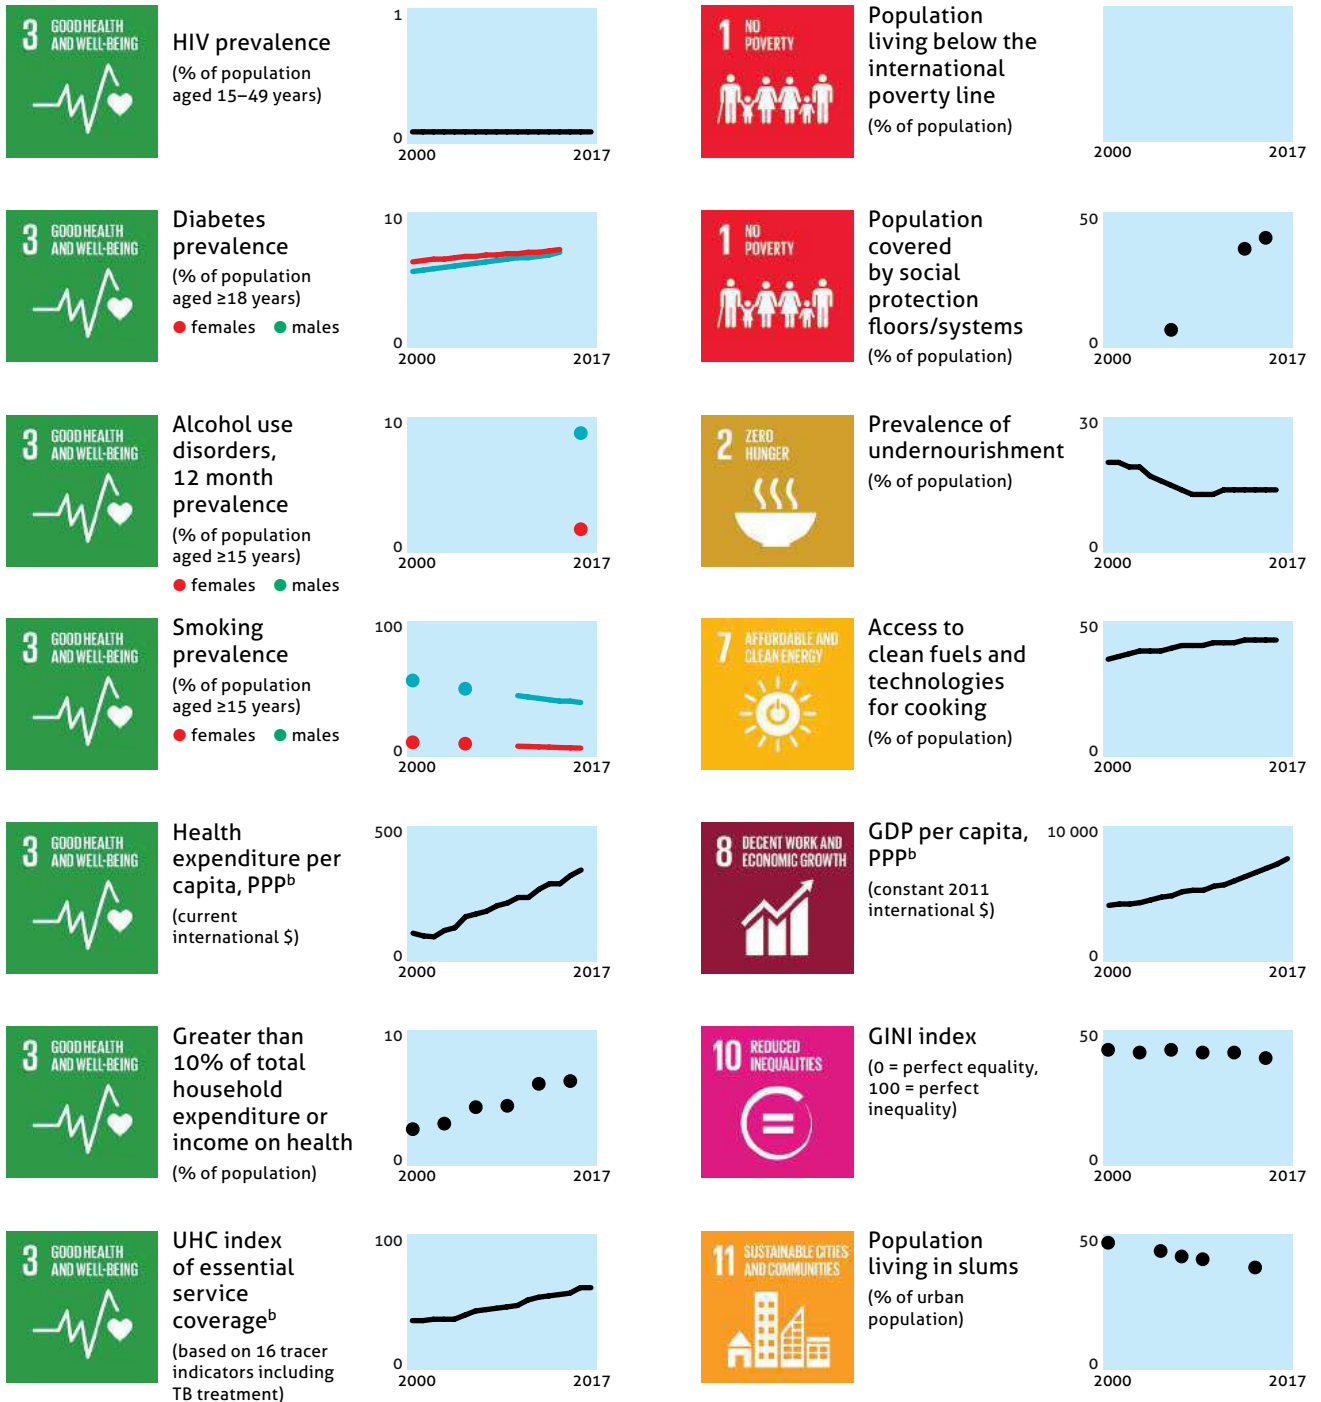 3 GOOD HEALTH
AND WELL-BEING
HIV prevalence
(% of population
aged 15–49 years)
1
0
2000 2017
1 NO
POVERTY
Population
living below the
international
poverty line
(% of population)
2000 2017
3 GOOD HEALTH
AND WELL-BEING
Diabetes
prevalence
(% of population
aged ≥18 years)
females males
10
0
2000 2017
1 NO
POVERTY
Population
covered
by social
protection
floors/systems
(% of population)
50
0
2000 2017
3 GOOD HEALTH
AND WELL-BEING
Alcohol use
disorders,
12 month
prevalence
(% of population
aged ≥15 years)
females males
10
0
2000 2017
2 ZERO
HUNGER
Prevalence of
undernourishment
(% of population)
30
0
2000 2017
3 GOOD HEALTH
AND WELL-BEING
Smoking
prevalence
(% of population
aged ≥15 years)
females males
100
0
2000 2017
7 AFFORDABLE AND
CLEAN ENERGY
Access to
clean fuels and
technologies
for cooking
(% of population)
50
0
2000 2017
3 GOOD HEALTH
AND WELL-BEING
Health
expenditure per
capita, PPPᵇ
(current
international $)
500
0
2000 2017
8 DECENT WORK AND
ECONOMIC GROWTH
GDP per capita,
PPPᵇ
(constant 2011
international $)
10 000
0
2000 2017
3 GOOD HEALTH
AND WELL-BEING
Greater than
10% of total
household
expenditure or
income on health
(% of population)
10
0
2000 2017
10 REDUCED
INEQUALITIES
GINI index
(0 = perfect equality,
100 = perfect
inequality)
50
0
2000 2017
3 GOOD HEALTH
AND WELL-BEING
UHC index
of essential
service
coverageᵇ
(based on 16 tracer
indicators including
TB treatment)
100
0
2000 2017
11 SUSTAINABLE CITIES
AND COMMUNITIES
Population
living in slums
(% of urban
population)
50
0
2000 2017